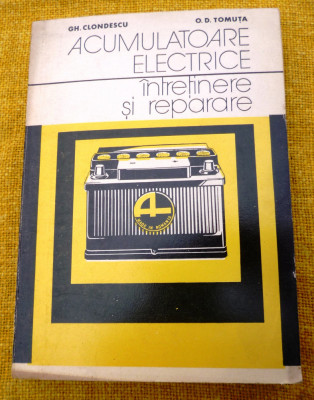 GH. CLONDESCU
O. D. TOMUȚA
ACUMULATOARE
ELECTRICE
întreținere
și reparare